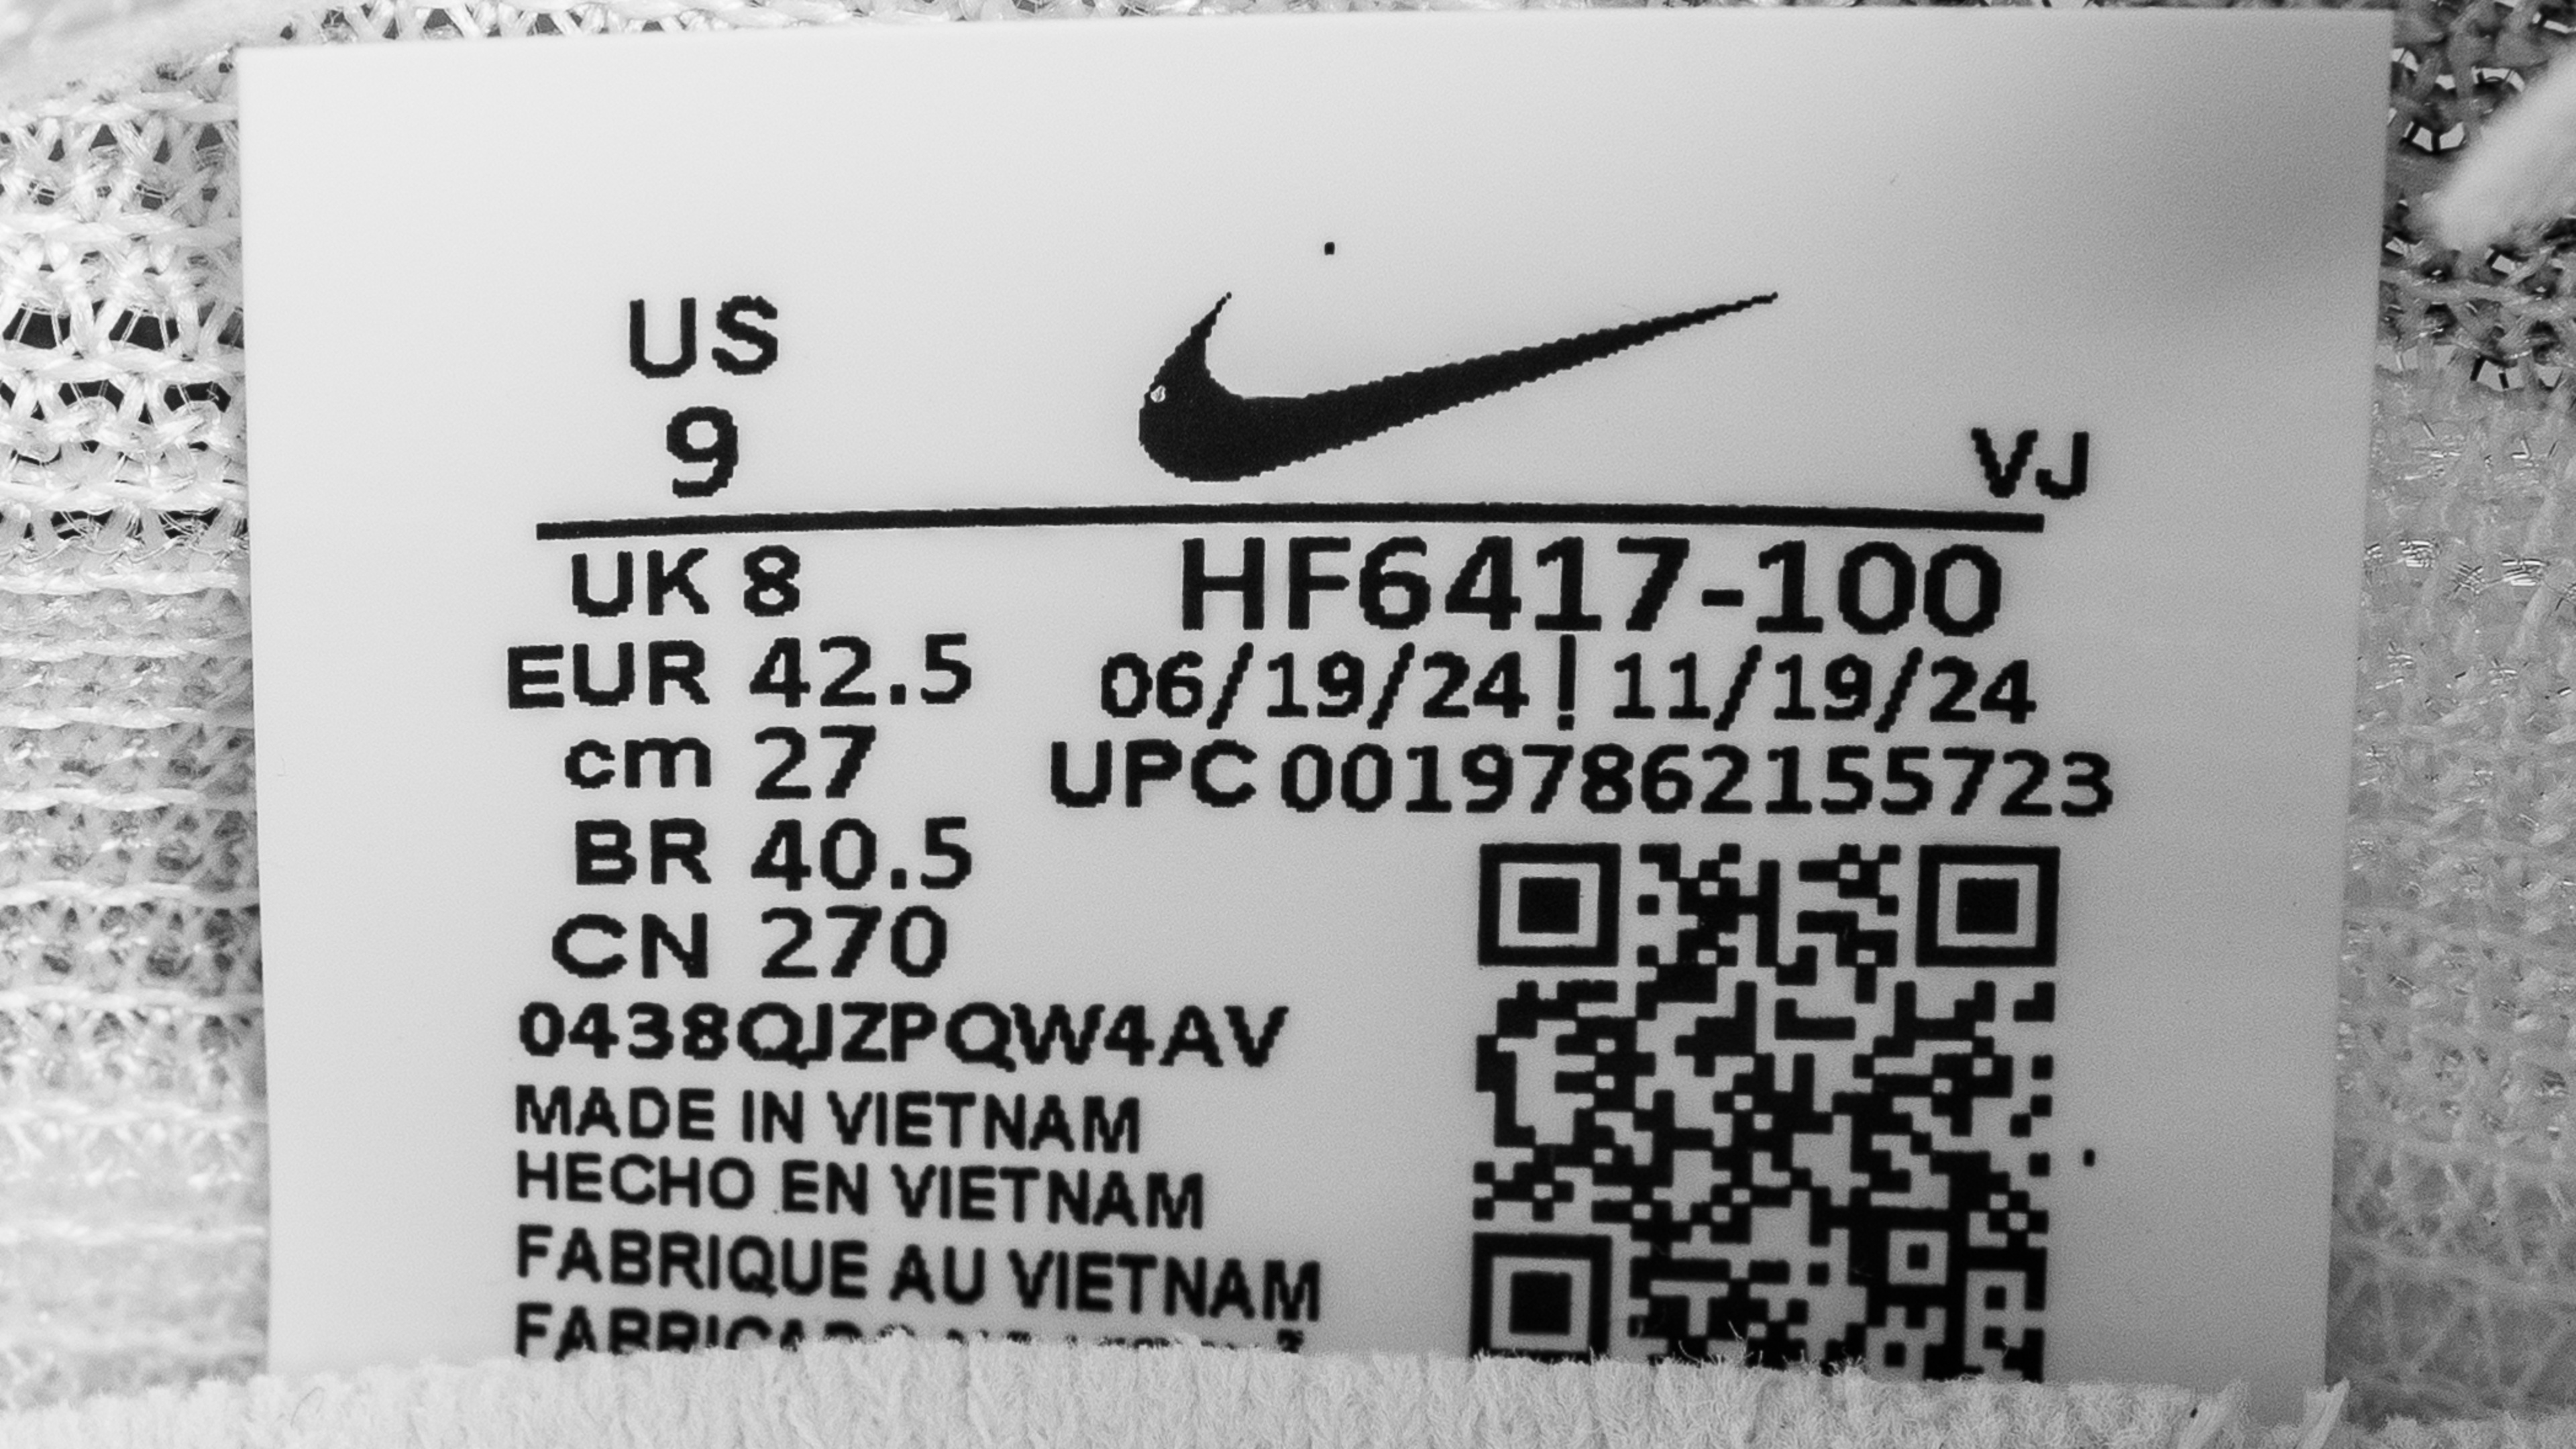 US
9
VJ
UK 8
EUR 42.5
cm 27
BR 40.5
CN 270
HF6417-100
06/19/24 | 11/19/24
UPC 00197862155723
0438QJZPQW4AV
MADE IN VIETNAM
HECHO EN VIETNAM
FABRIQUE AU VIETNAM